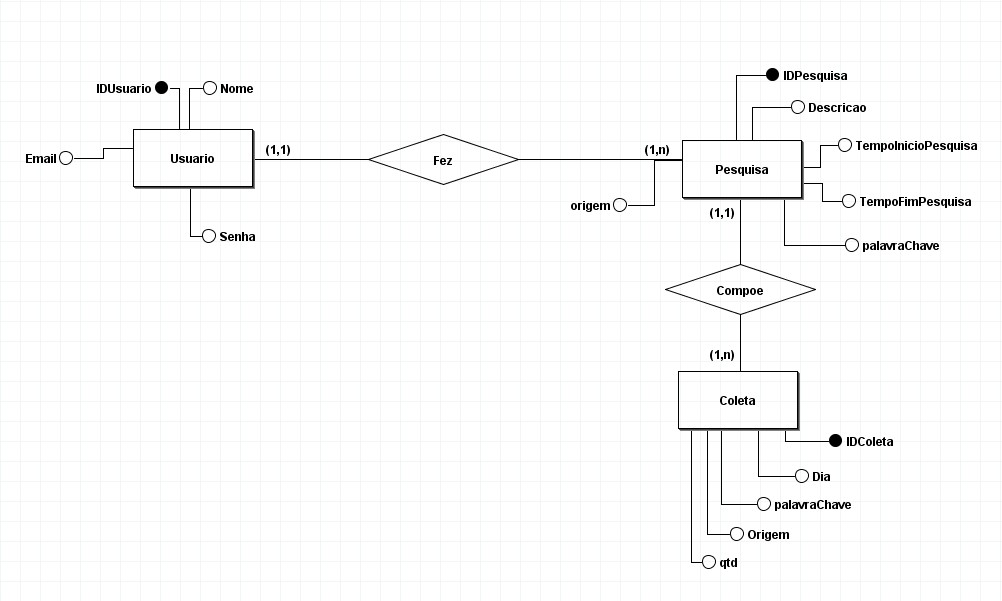 IDUsuario
Nome
Email
Usuario
Senha
(1,1)
Fez
(1,n)
origem
IDPesquisa
Descricao
TempoInicioPesquisa
Pesquisa
TempoFimPesquisa
palavraChave
(1,1)
Compoe
(1,n)
Coleta
IDColeta
Dia
palavraChave
Origem
qtd